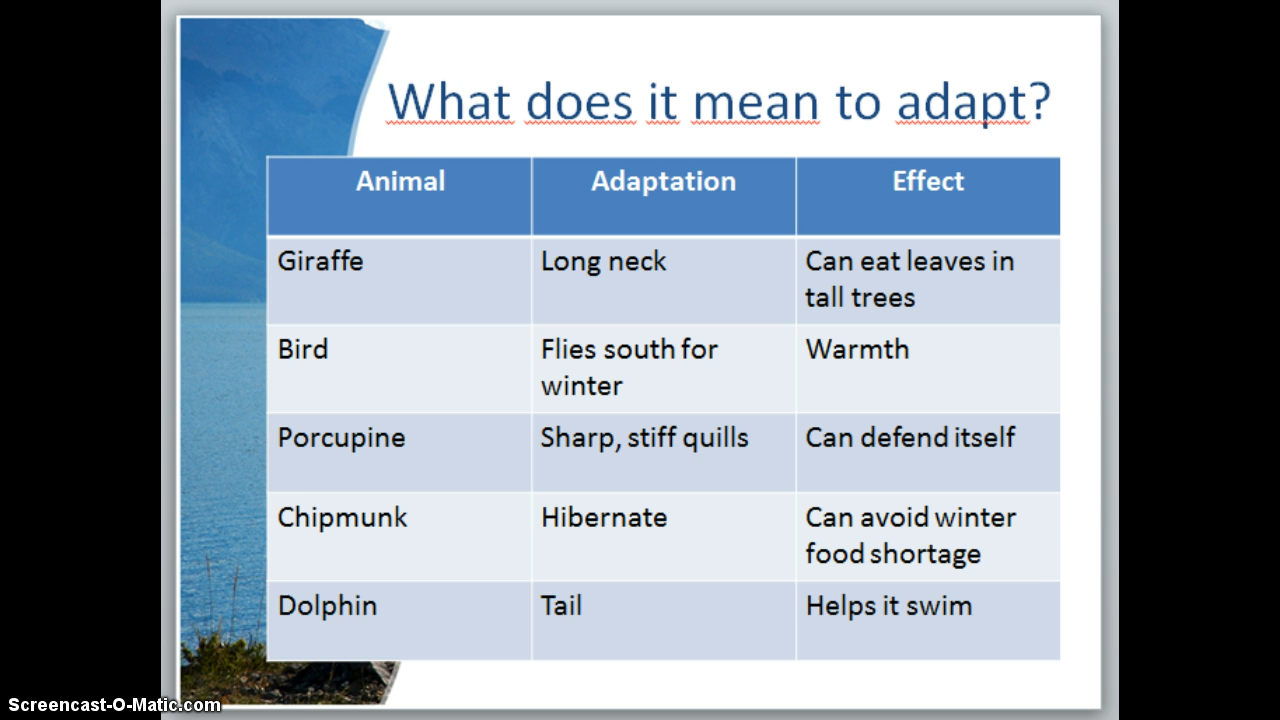 What does it mean to adapt?
Animal Adaptation Effect
Giraffe Long neck Can eat leaves in
tall trees
Bird Flies south for Warmth
winter
Porcupine Sharp, stiff quills Can defend itself
Chipmunk Hibernate Can avoid winter
food shortage
Dolphin Tail Helps it swim
Screencast-O-Matic.com